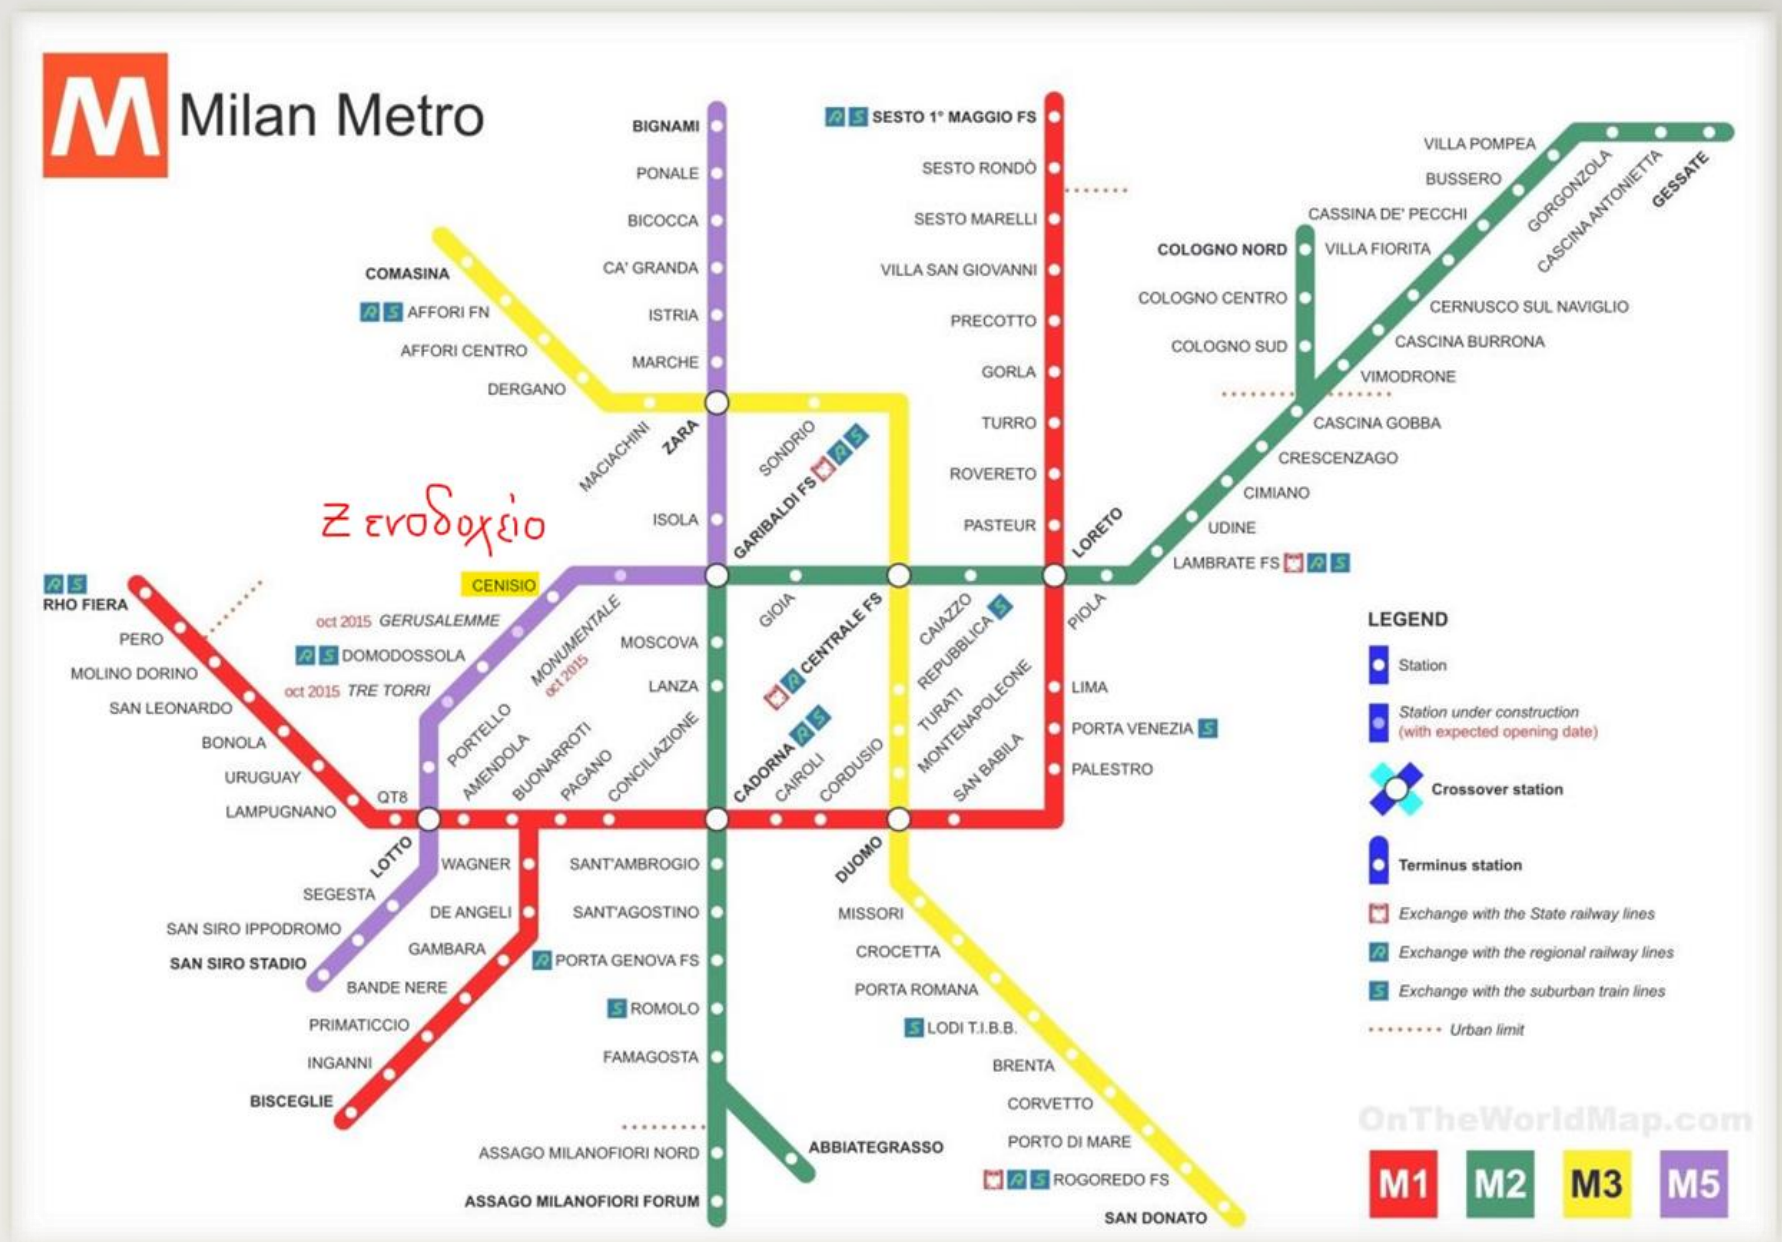 M Milan Metro
BIGNAMI
PONALE
BICOCCA
CA' GRANDA
ISTRIA
MARCHE
ZARA
ISOLA
GARIBALDI FS
R S SESTO 1° MAGGIO FS
SESTO RONDÒ
SESTO MARELLI
VILLA SAN GIOVANNI
PRECOTTO
GORLA
TURRO
ROVERETO
PASTEUR
LORETO
VILLA POMPEA
BUSSERO
CASSINA DE' PECCHI
VILLA FIORITA
GORGONZOLA
CASCINA ANTONIETTA
GESSATE
COLOGNO NORD
COLOGNO CENTRO
COLOGNO SUD
CERNUSCO SUL NAVIGLIO
CASCINA BURRONA
VIMODRONE
CASCINA GOBBA
CRESCENZAGO
CIMIANO
UDINE
LAMBRATE FS R S
PIOLA
COMASINA
R S AFFORI FN
AFFORI CENTRO
DERGANO
MACIACHINI
SONDRIO
R S
Ξενοδοχείο
CENISIO
oct 2015 GERUSALEMME
R S DOMODOSSOLA
oct 2015 TRE TORRI
MONUMENTALE
oct 2015
PORTELLO
R S
RHO FIERA
PERO
MOLINO DORINO
SAN LEONARDO
BONOLA
URUGUAY
LAMPUGNANO
QT8
LOTTO
AMENDOLA
BUONARROTI
PAGANO
CONCILIAZIONE
MOSCOVA
LANZA
CADORNA R S
CAIROLI
CORDUSIO
DUOMO
GIOIA
R CENTRALE FS
CAIAZZO
REPUBBLICA S
TURATI
MONTENAPOLEONE
SAN BABILA
LIMA
PORTA VENEZIA S
PALESTRO
SEGESTA
SAN SIRO IPPODROMO
SAN SIRO STADIO
WAGNER
DE ANGELI
GAMBARA
BANDE NERE
PRIMATICCIO
INGANNI
BISCEGLIE
SANT'AMBROGIO
SANT'AGOSTINO
R PORTA GENOVA FS
S ROMOLO
FAMAGOSTA
ASSAGO MILANOFIORI NORD
ASSAGO MILANOFIORI FORUM
ABBIATEGRASSO
MISSORI
CROCETTA
PORTA ROMANA
S LODI T.I.B.B.
BRENTA
CORVETTO
PORTO DI MARE
R S ROGOREDO FS
SAN DONATO
LEGEND
Station
Station under construction
(with expected opening date)
Crossover station
Terminus station
Exchange with the State railway lines
R Exchange with the regional railway lines
S Exchange with the suburban train lines
Urban limit
OnTheWorldMap.com
M1 M2 M3 M5